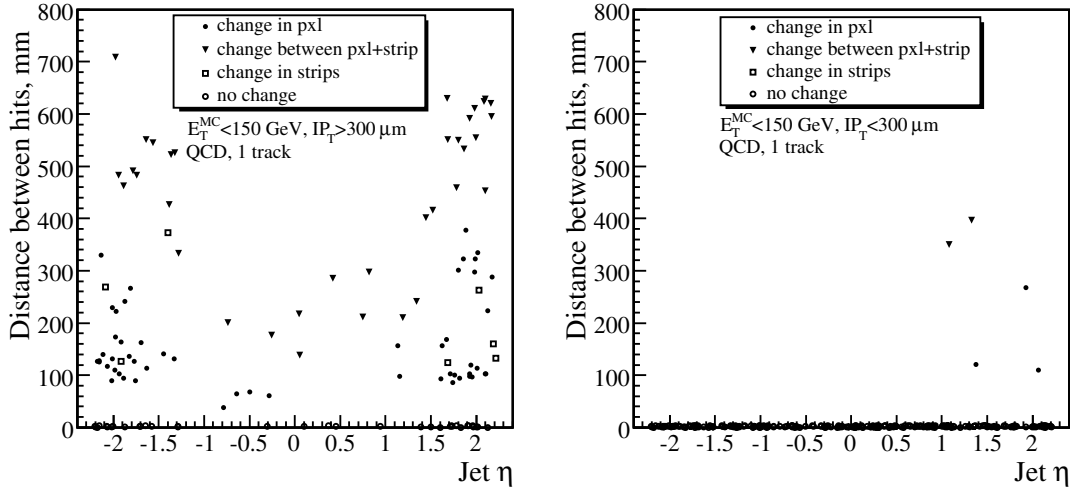 Distance between hits, mm
800
700
600
500
400
300
200
100
0
change in pxl
change between pxl+strip
change in strips
no change
E_T^MC<150 GeV, IP_T>300 μm
QCD, 1 track
-2 -1.5 -1 -0.5 0 0.5 1 1.5 2
Jet η
Distance between hits, mm
800
700
600
500
400
300
200
100
0
change in pxl
change between pxl+strip
change in strips
no change
E_T^MC<150 GeV, IP_T<300 μm
QCD, 1 track
-2 -1.5 -1 -0.5 0 0.5 1 1.5 2
Jet η